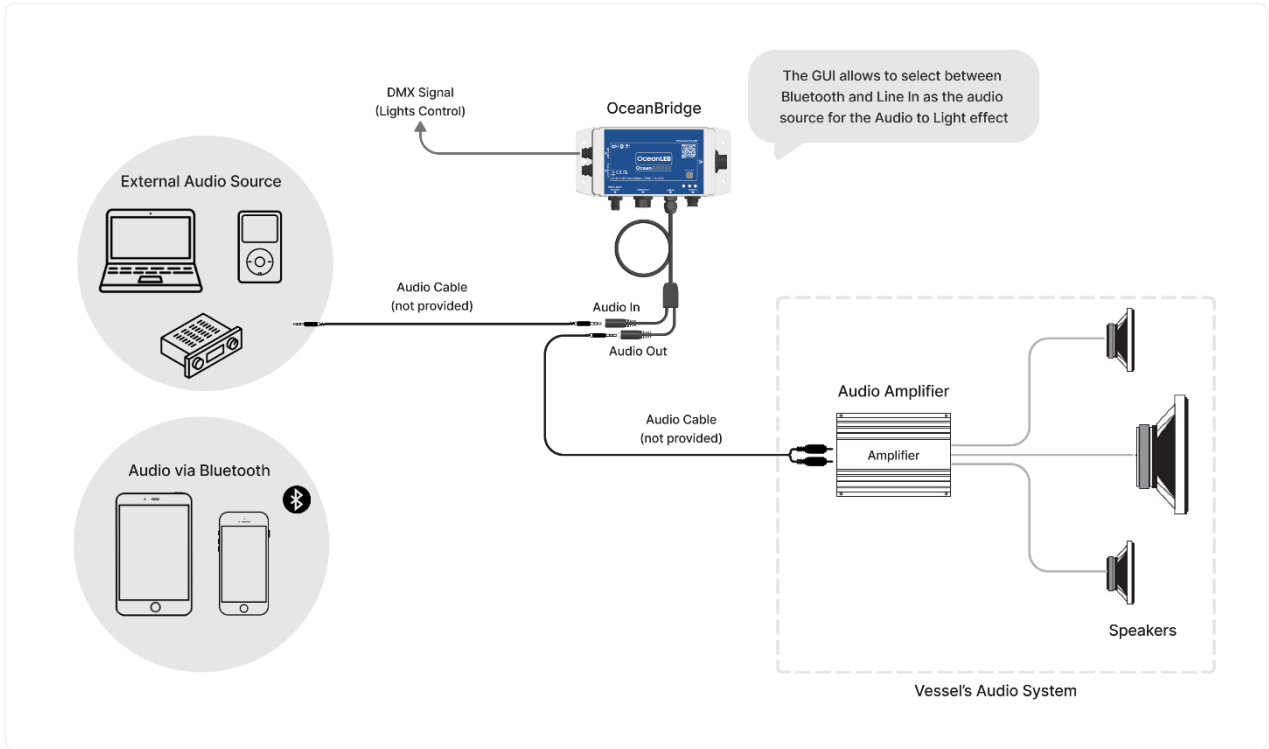 DMX Signal
(Lights Control)
OceanBridge
The GUI allows to select between
Bluetooth and Line In as the audio
source for the Audio to Light effect
OceanLED
OceanBRIDGE
External Audio Source
Audio Cable
(not provided)
Audio In
Audio Out
Audio Cable
(not provided)
Audio Amplifier
Amplifier
Audio via Bluetooth
Speakers
Vessel's Audio System